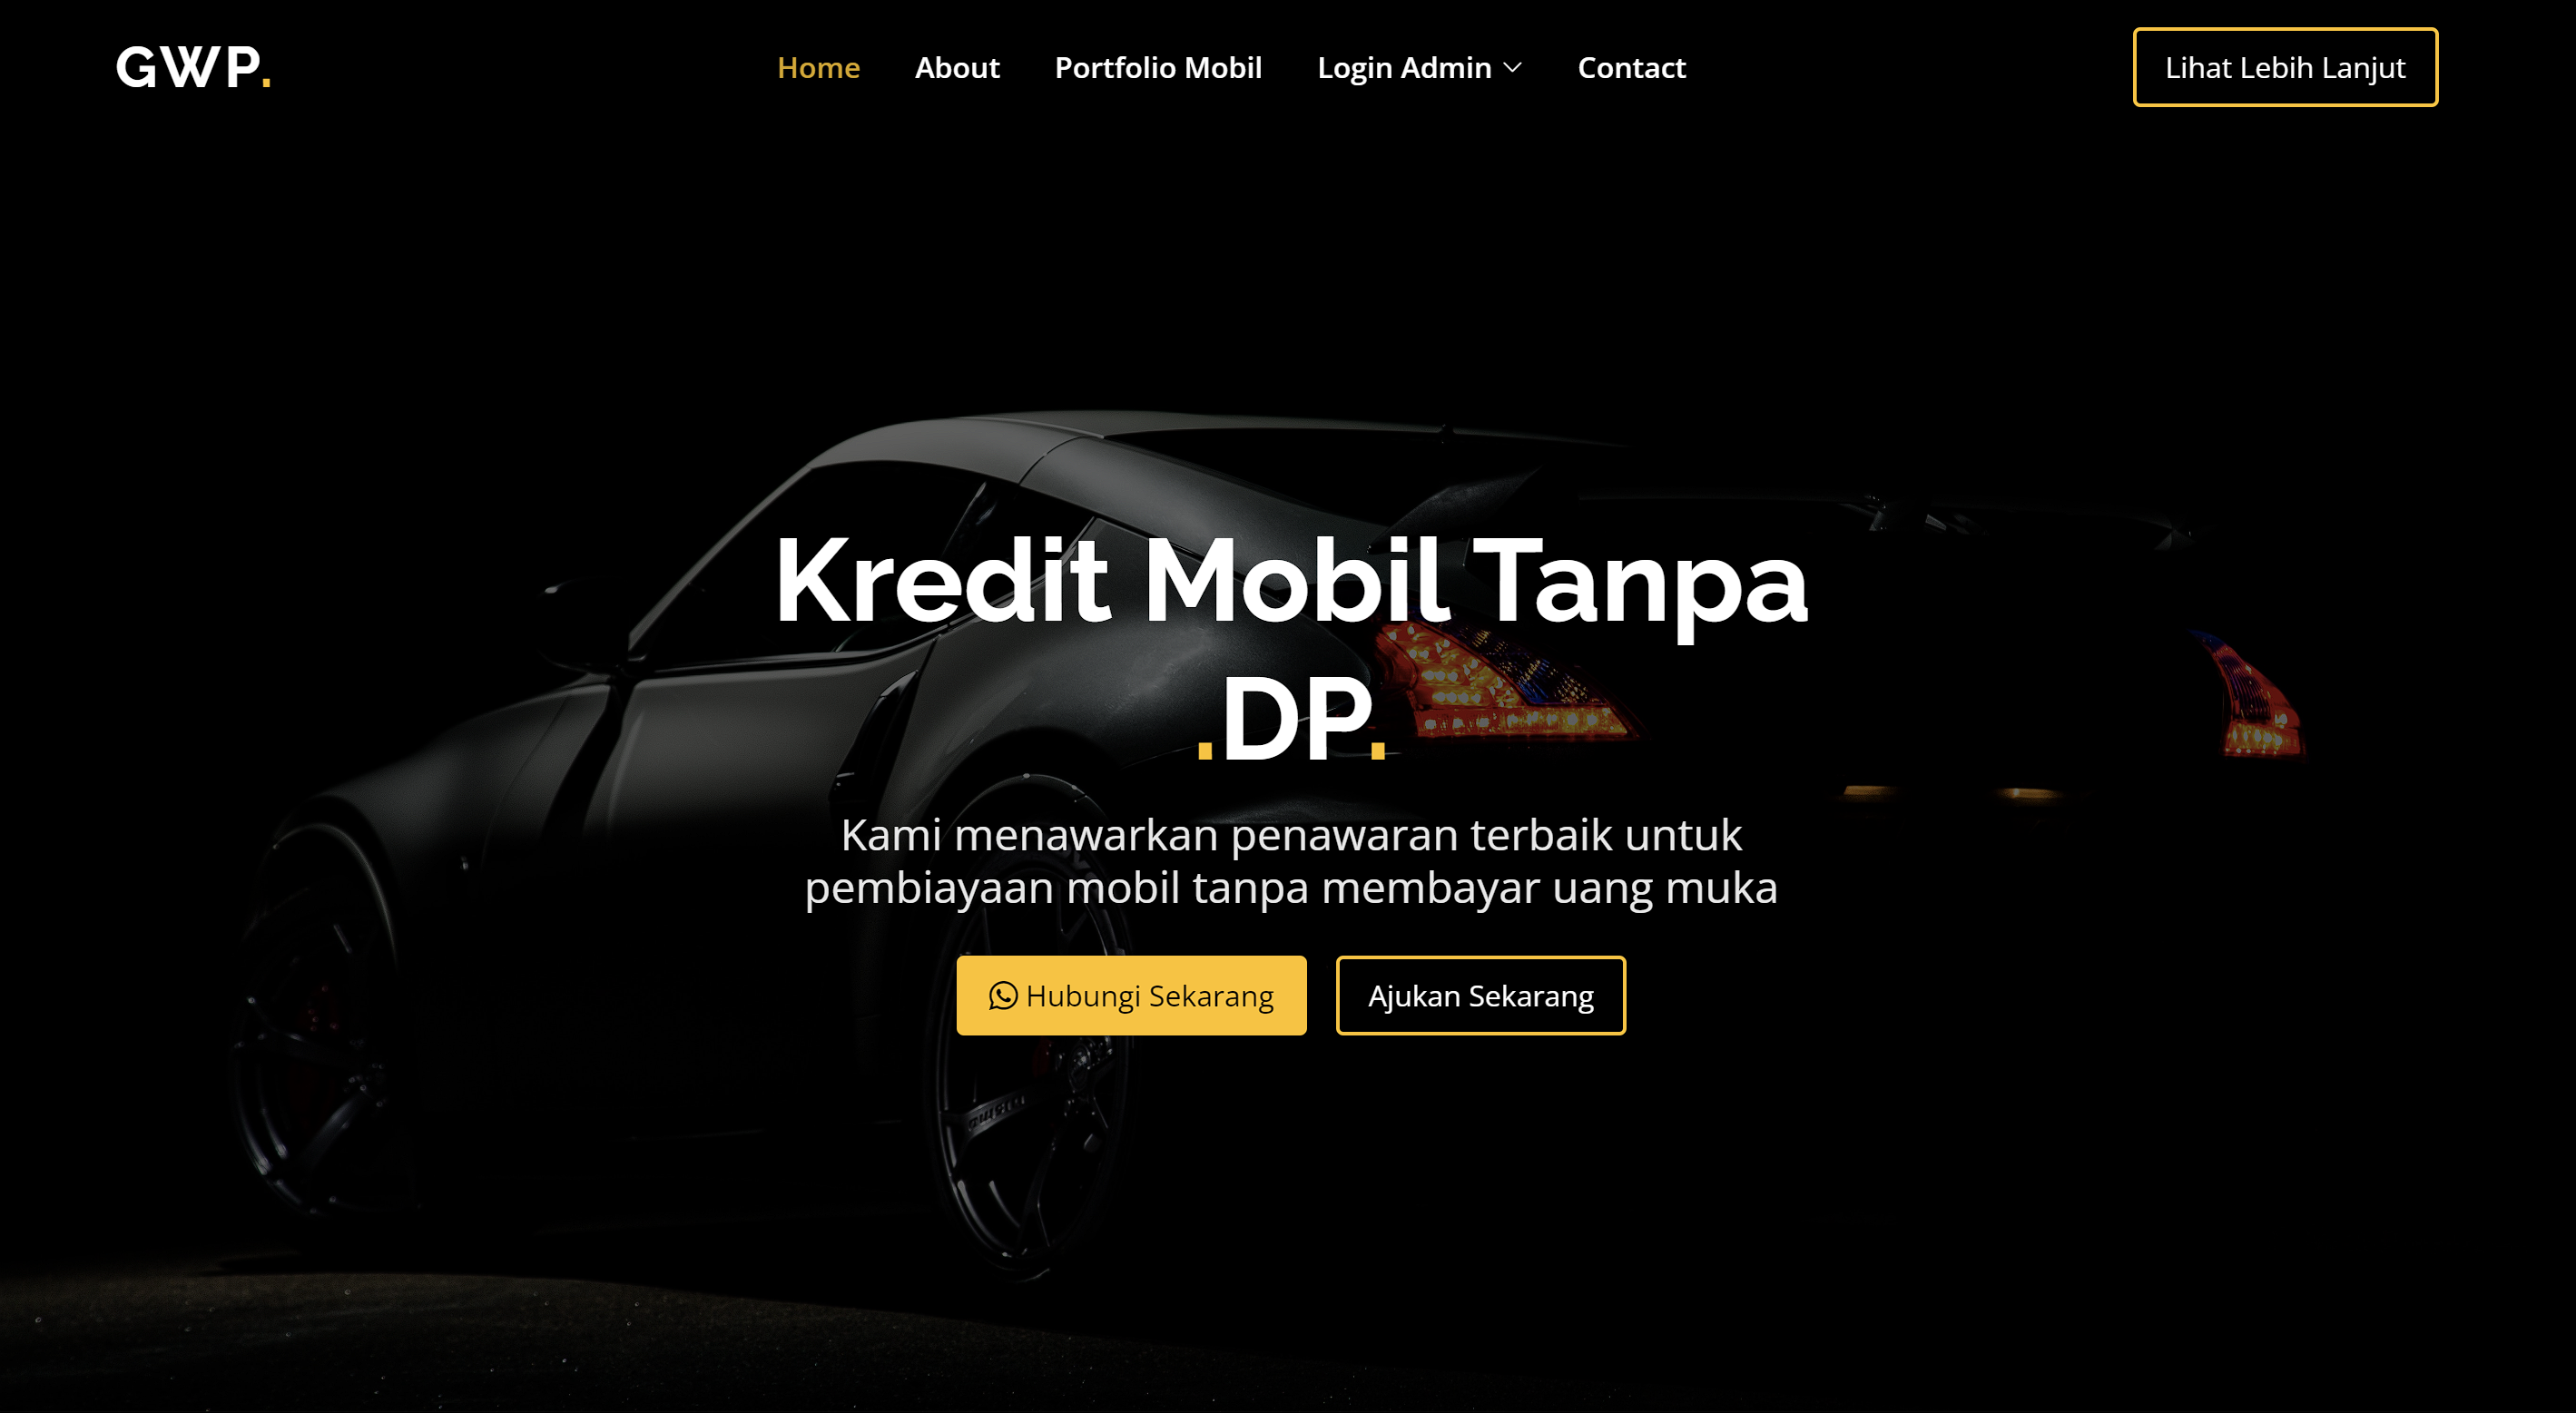 GWP.
Home
About
Portfolio Mobil
Login Admin
Contact
Lihat Lebih Lanjut
Kredit Mobil Tanpa
.DP.
Kami menawarkan penawaran terbaik untuk
pembiayaan mobil tanpa membayar uang muka
Hubungi Sekarang
Ajukan Sekarang